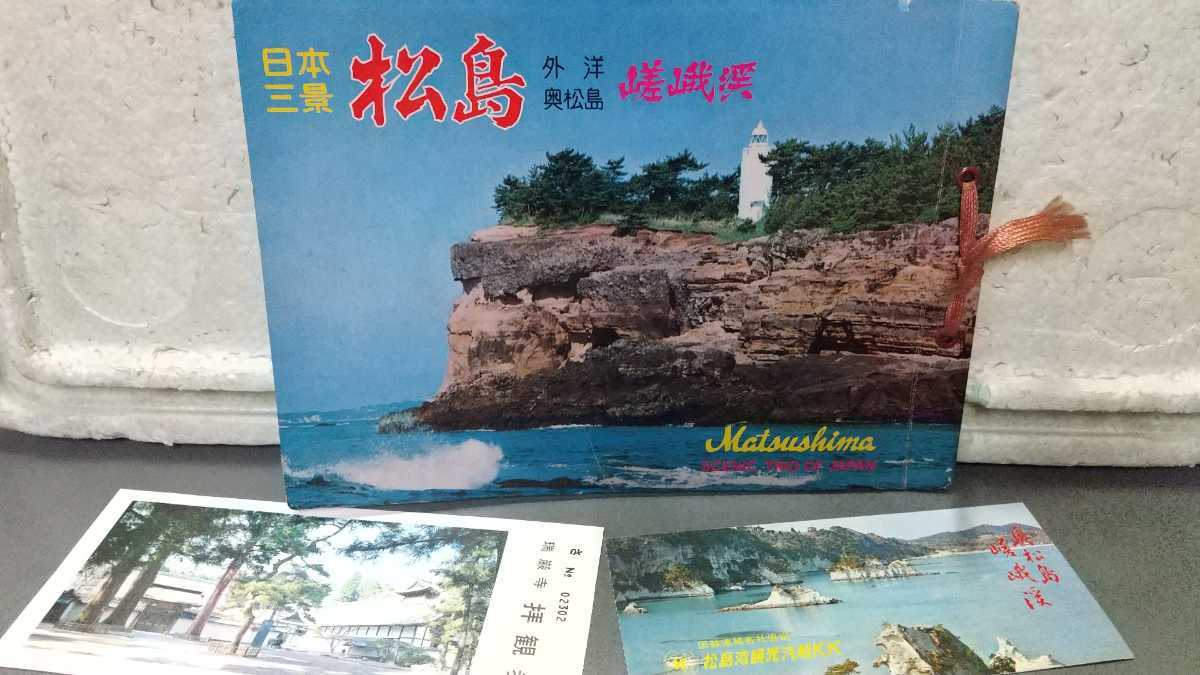 日本
三景
松島
外洋
奥松島
嵯峨渓
Matsushima
SCENIC TRIO OF JAPAN
さ No 02302
瑞巌寺 拝観
奥松島
嵯峨渓
松島湾観光汽船KK